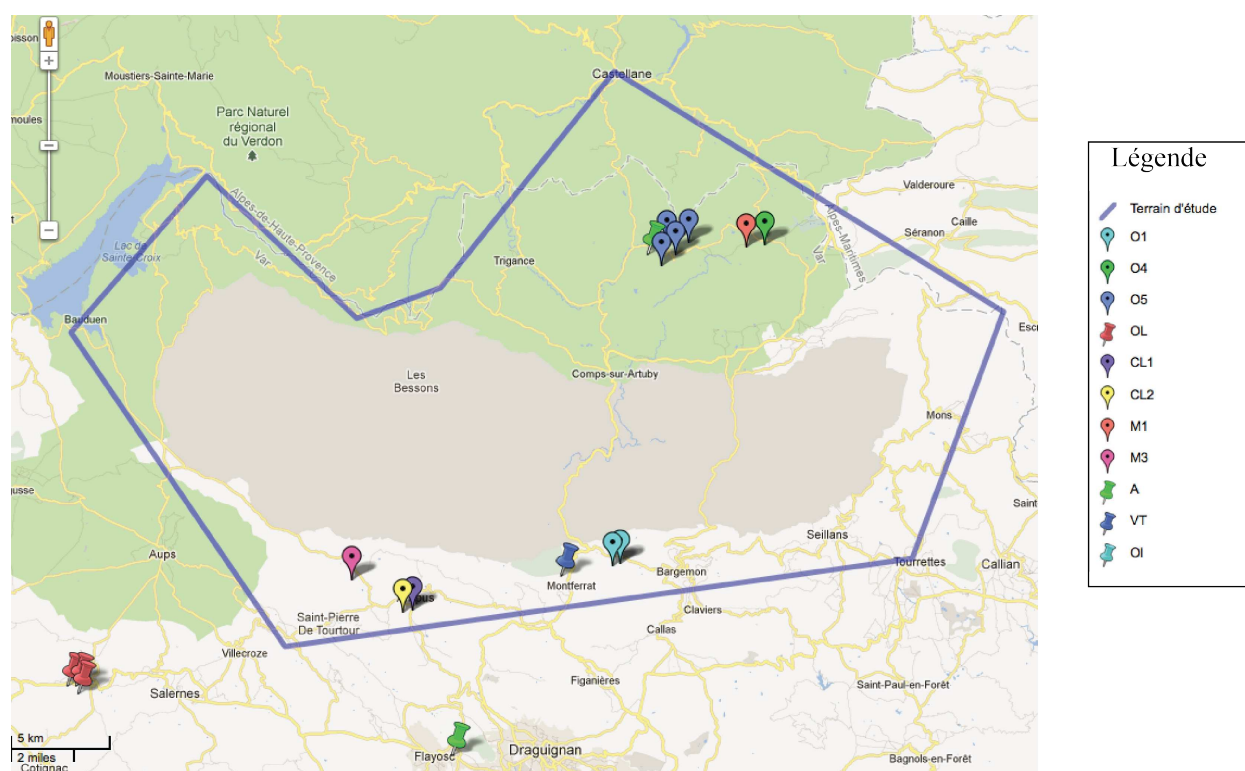 Castellane
Moustiers-Sainte-Marie
Parc Naturel
régional
du Verdon
Valderoure
Caille
Séranon
Alpes-de-Haute-Provence
Var
Alpes-Maritimes
Var
Lac de
Sainte-Croix
Trigance
Bauduen
Les
Bessons
Comps-sur-Artuby
Mons
Aups
Seillans
Tourrettes
Callian
Bargemon
Montferrat
Claviers
Callas
Saint-Pierre
De Tourtour
Villecroze
Salernes
Figanières
Saint-Paul-en-Forêt
Flayosc
Draguignan
Bagnols-en-Forêt
Cotignac
5 km
2 miles
Légende
Terrain d'étude
O1
O4
O5
OL
CL1
CL2
M1
M3
A
VT
OI